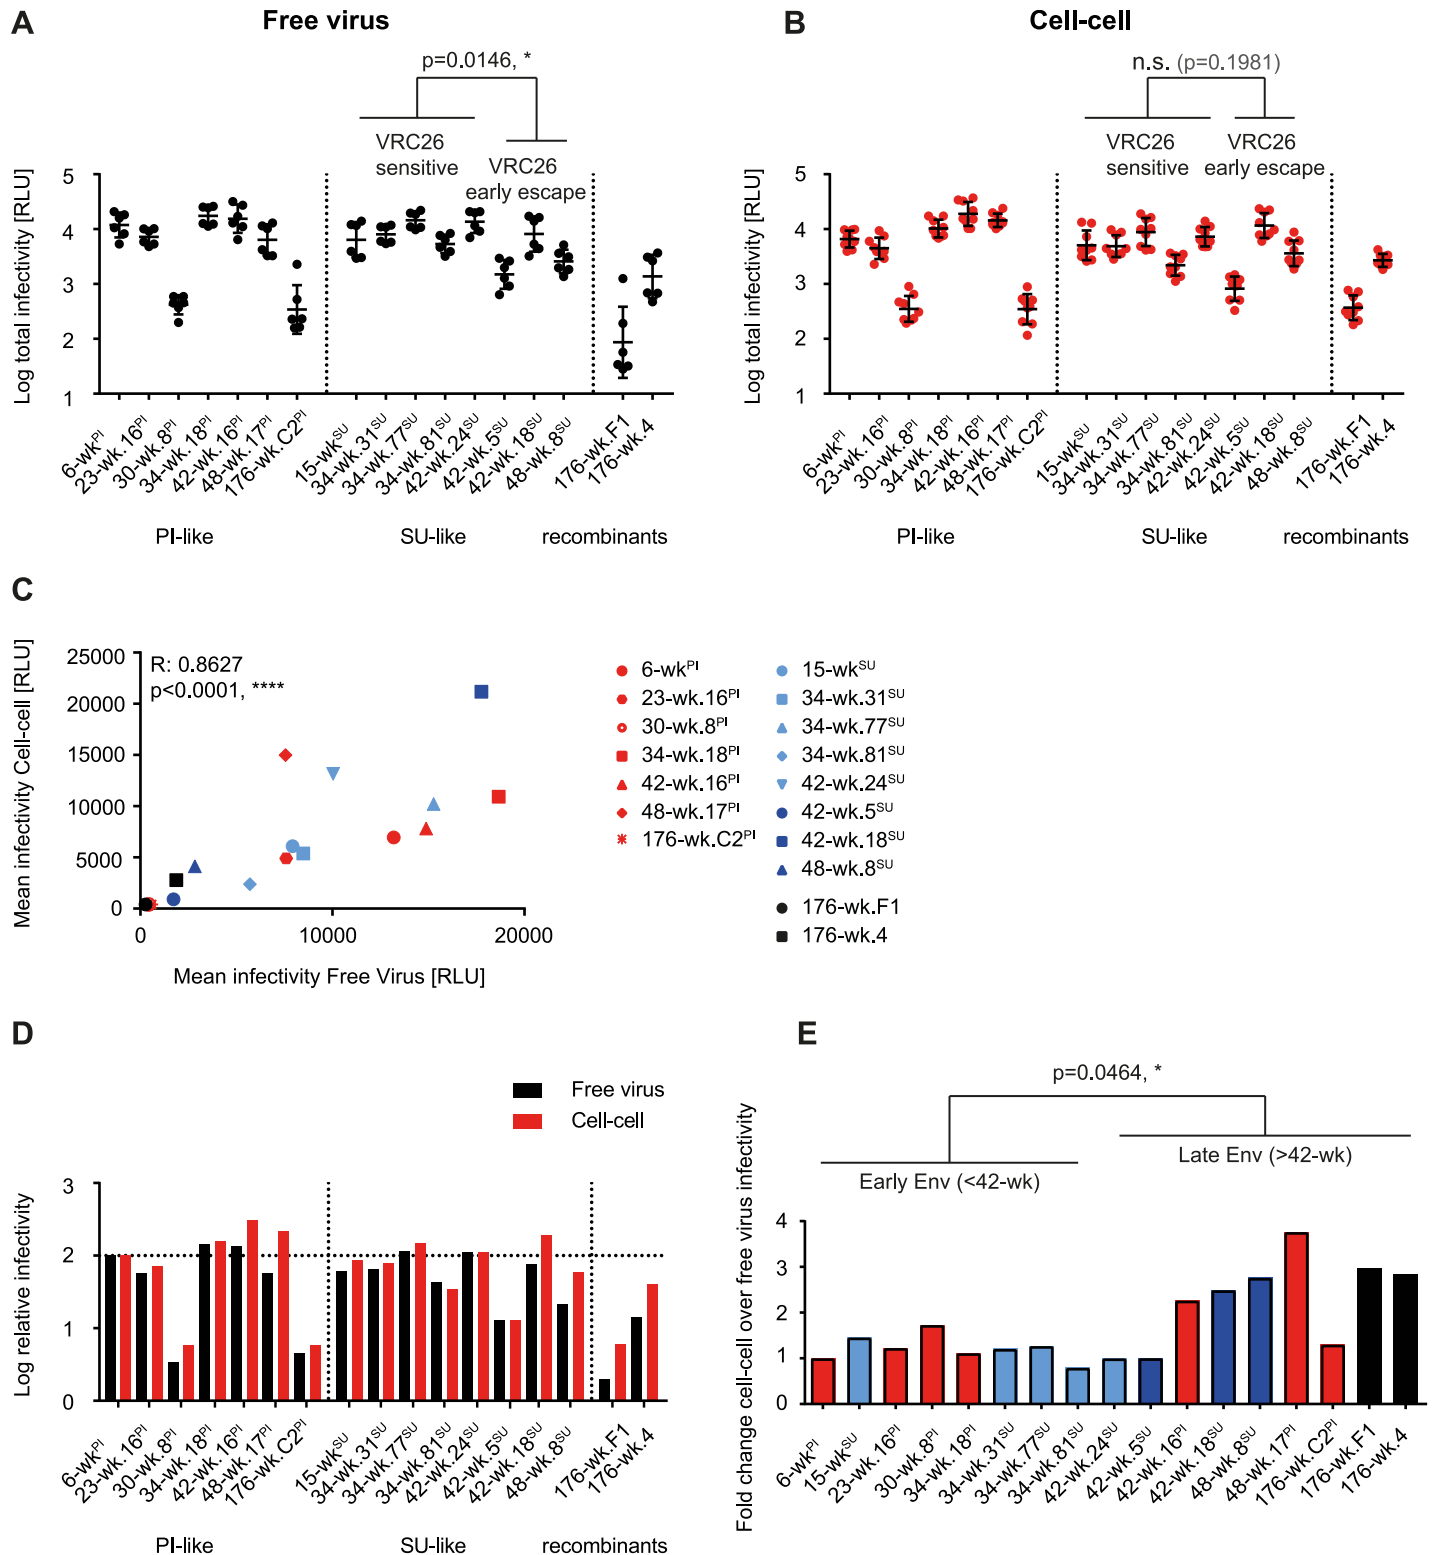 A
Free virus
p=0.0146, *
VRC26
sensitive
VRC26
early escape
Log total infectivity [RLU]
5
4
3
2
1
6-wkPI
23-wk.16PI
30-wk.8PI
34-wk.18PI
42-wk.16PI
48-wk.17PI
176-wk.C2PI
15-wkSU
34-wk.31SU
34-wk.77SU
34-wk.81SU
42-wk.24SU
42-wk.5SU
42-wk.18SU
48-wk.8SU
176-wk.F1
176-wk.4
PI-like
SU-like
recombinants
B
Cell-cell
n.s. (p=0.1981)
VRC26
sensitive
VRC26
early escape
Log total infectivity [RLU]
5
4
3
2
1
6-wkPI
23-wk.16PI
30-wk.8PI
34-wk.18PI
42-wk.16PI
48-wk.17PI
176-wk.C2PI
15-wkSU
34-wk.31SU
34-wk.77SU
34-wk.81SU
42-wk.24SU
42-wk.5SU
42-wk.18SU
48-wk.8SU
176-wk.F1
176-wk.4
PI-like
SU-like
recombinants
C
Mean infectivity Cell-cell [RLU]
25000
20000
15000
10000
5000
0
R: 0.8627
p<0.0001, ****
0
10000
20000
Mean infectivity Free Virus [RLU]
6-wkPI
23-wk.16PI
30-wk.8PI
34-wk.18PI
42-wk.16PI
48-wk.17PI
176-wk.C2PI
15-wkSU
34-wk.31SU
34-wk.77SU
34-wk.81SU
42-wk.24SU
42-wk.5SU
42-wk.18SU
48-wk.8SU
176-wk.F1
176-wk.4
D
Free virus
Cell-cell
Log relative infectivity
3
2
1
0
6-wkPI
23-wk.16PI
30-wk.8PI
34-wk.18PI
42-wk.16PI
48-wk.17PI
176-wk.C2PI
15-wkSU
34-wk.31SU
34-wk.77SU
34-wk.81SU
42-wk.24SU
42-wk.5SU
42-wk.18SU
48-wk.8SU
176-wk.F1
176-wk.4
PI-like
SU-like
recombinants
E
p=0.0464, *
Late Env (>42-wk)
Early Env (<42-wk)
Fold change cell-cell over free virus infectivity
4
3
2
1
0
6-wkPI
15-wkSU
23-wk.16PI
30-wk.8PI
34-wk.18PI
34-wk.31SU
34-wk.77SU
34-wk.81SU
42-wk.24SU
42-wk.5SU
42-wk.16PI
42-wk.18SU
48-wk.8SU
48-wk.17PI
176-wk.C2PI
176-wk.F1
176-wk.4